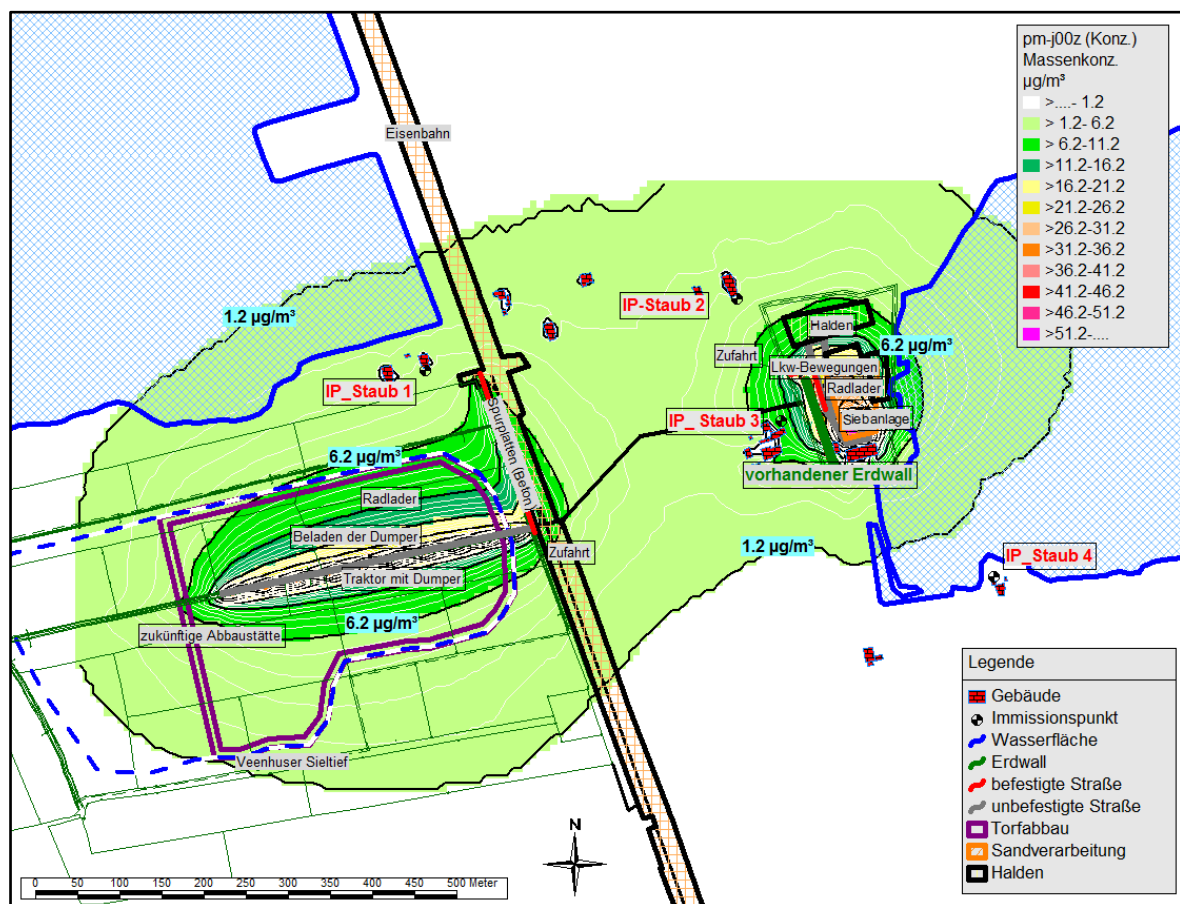 pm-j00z (Konz.)
Massenkonz.
µg/m³
>....- 1.2
> 1.2- 6.2
> 6.2-11.2
>11.2-16.2
>16.2-21.2
>21.2-26.2
>26.2-31.2
>31.2-36.2
>36.2-41.2
>41.2-46.2
>46.2-51.2
>51.2-....
Eisenbahn
1.2 µg/m³
IP-Staub 2
Halden
6.2 µg/m³
Zufahrt
Lkw-Bewegungen
Radlader
IP_Staub 1
IP_ Staub 3
Siebanlage
Spurplatten (Beton)
6.2 µg/m³
vorhandener Erdwall
Radlader
Beladen der Dumper
Zufahrt
1.2 µg/m³
IP_Staub 4
Traktor mit Dumper
6.2 µg/m³
zukünftige Abbaustätte
Veenhuser Sieltief
N
0 50 100 150 200 250 300 350 400 450 500 Meter
Legende
Gebäude
Immissionspunkt
Wasserfläche
Erdwall
befestigte Straße
unbefestigte Straße
Torfabbau
Sandverarbeitung
Halden